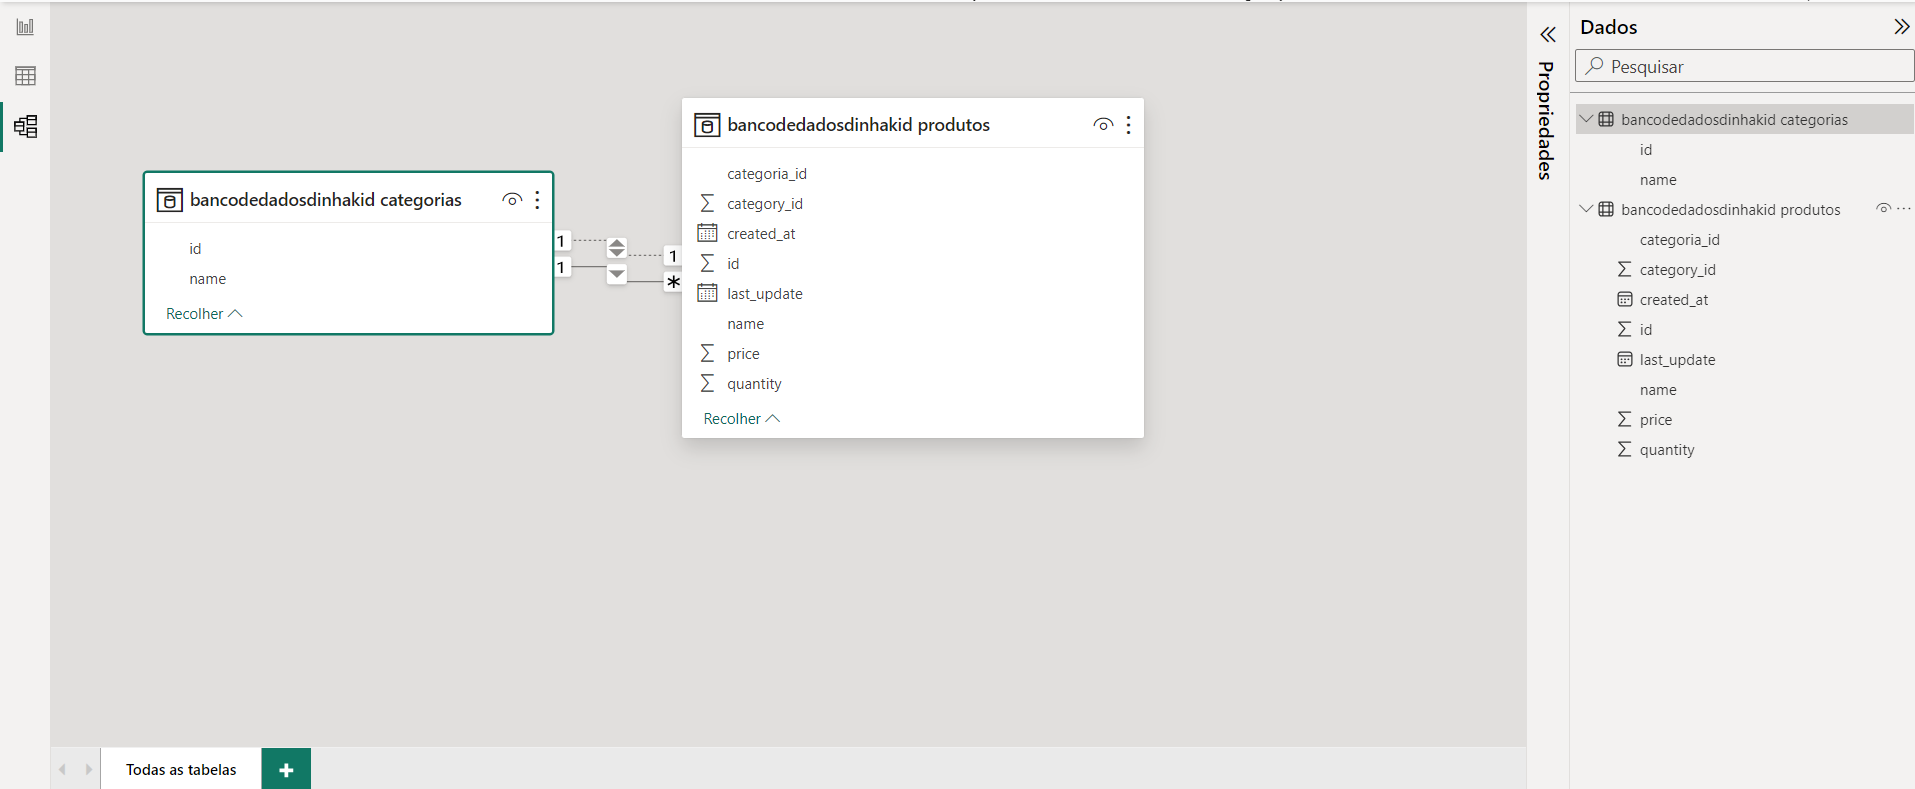 bancodedadosdinhakid categorias
id
name
Recolher
1
1
1
*
bancodedadosdinhakid produtos
categoria_id
category_id
created_at
id
last_update
name
price
quantity
Recolher
Todas as tabelas
+
Propriedades
Dados
Pesquisar
bancodedadosdinhakid categorias
id
name
bancodedadosdinhakid produtos
categoria_id
category_id
created_at
id
last_update
name
price
quantity